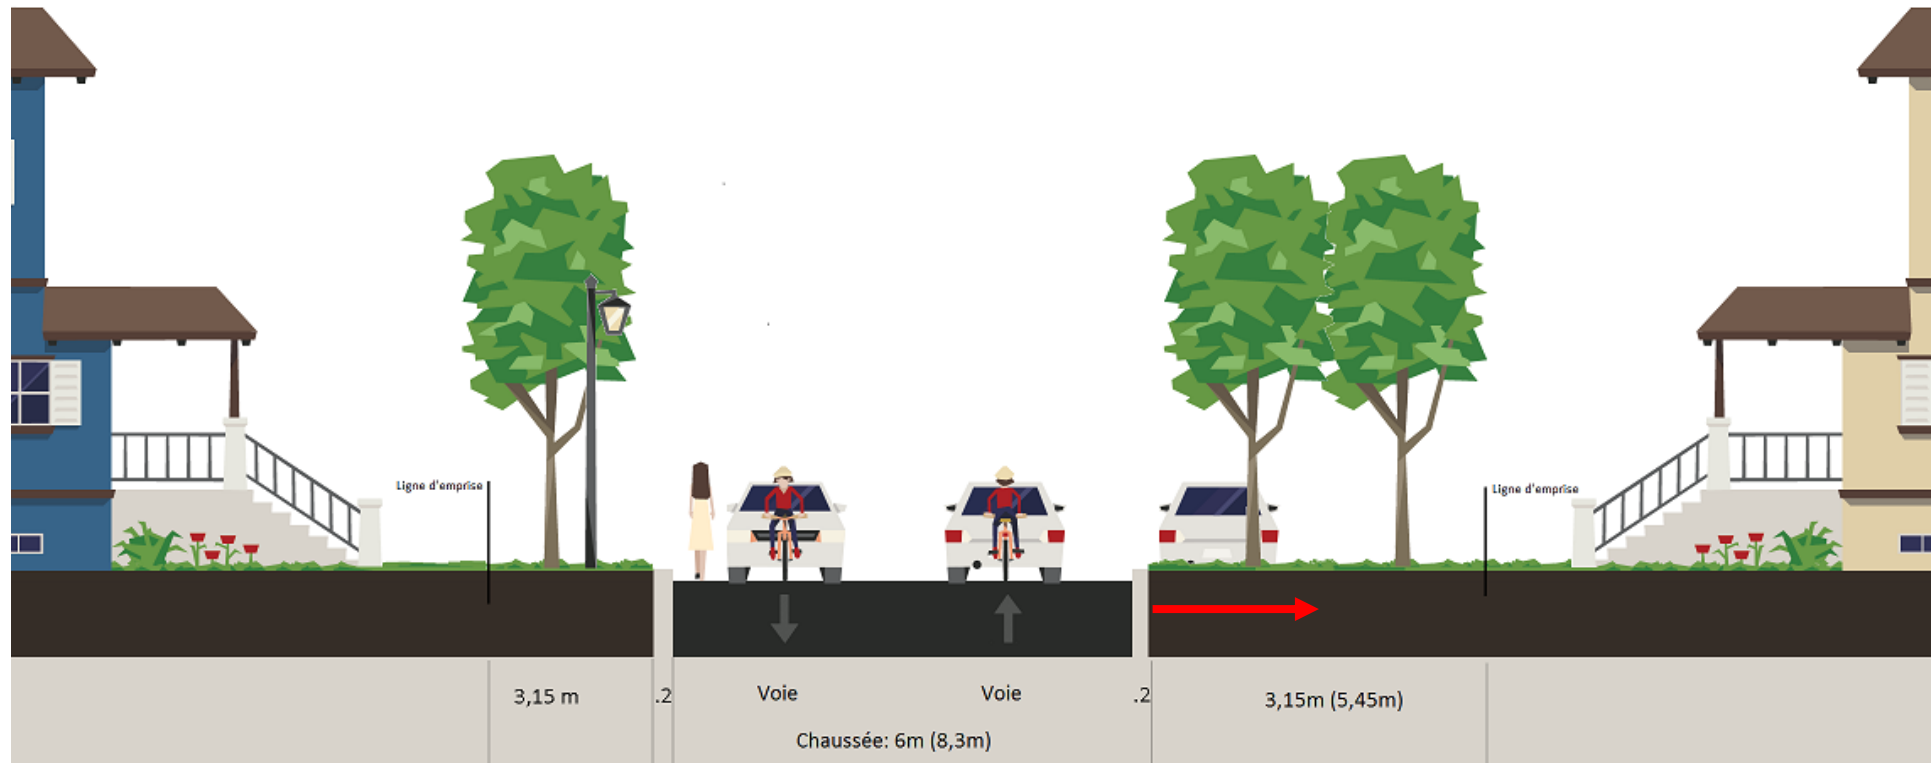 Ligne d'emprise
Ligne d'emprise
3,15 m
.2
Voie
Voie
.2
3,15m (5,45m)
Chaussée: 6m (8,3m)